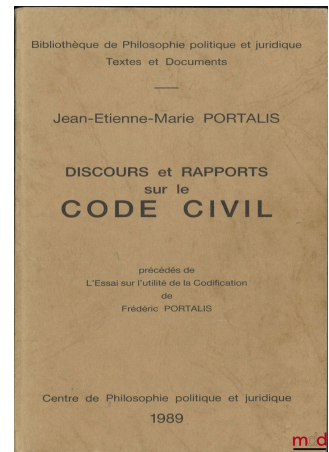 Bibliothèque de Philosophie politique et juridique
Textes et Documents
Jean-Etienne-Marie PORTALIS
DISCOURS et RAPPORTS
sur le
CODE CIVIL
précédés de
L'Essai sur l'utilité de la Codification
de
Frédéric PORTALIS
Centre de Philosophie politique et juridique
1989